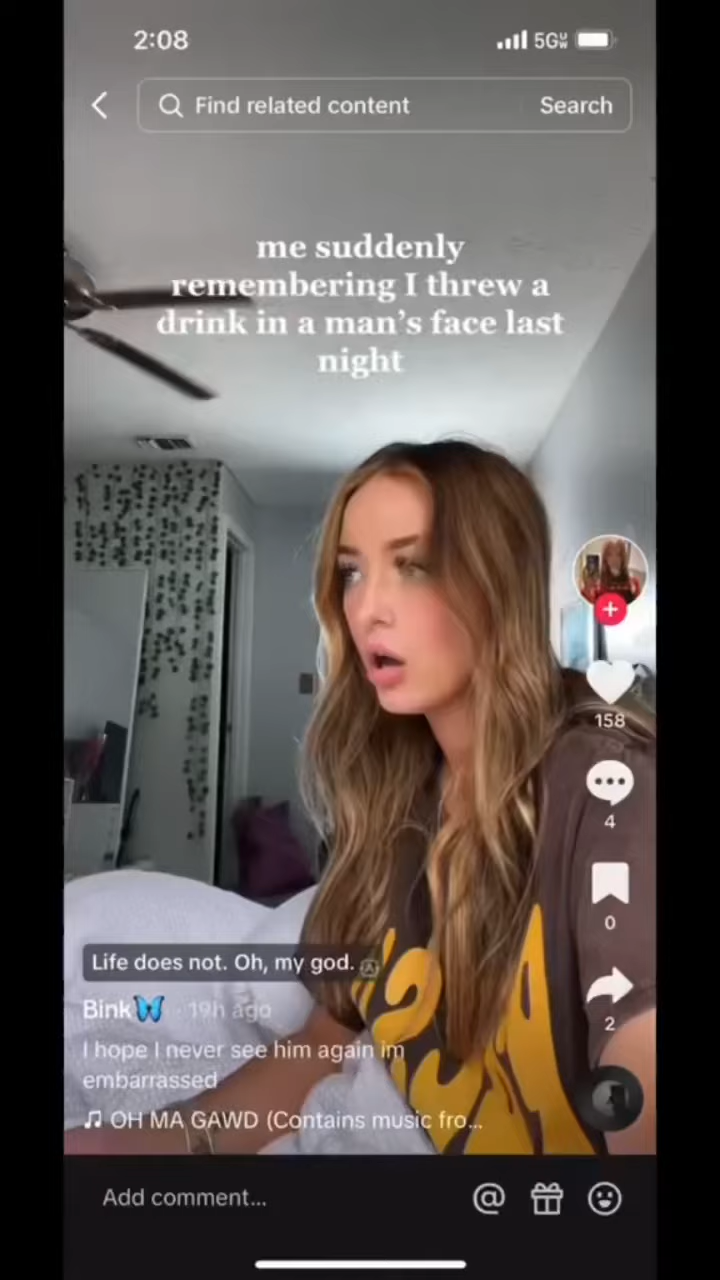 2:08
5GUW
Find related content
Search
me suddenly
remembering I threw a
drink in a man's face last
night
158
4
0
2
Life does not. Oh, my god.
Bink🦋 · 19h ago
I hope I never see him again im
embarrassed
OH MA GAWD (Contains music fro...
Add comment...